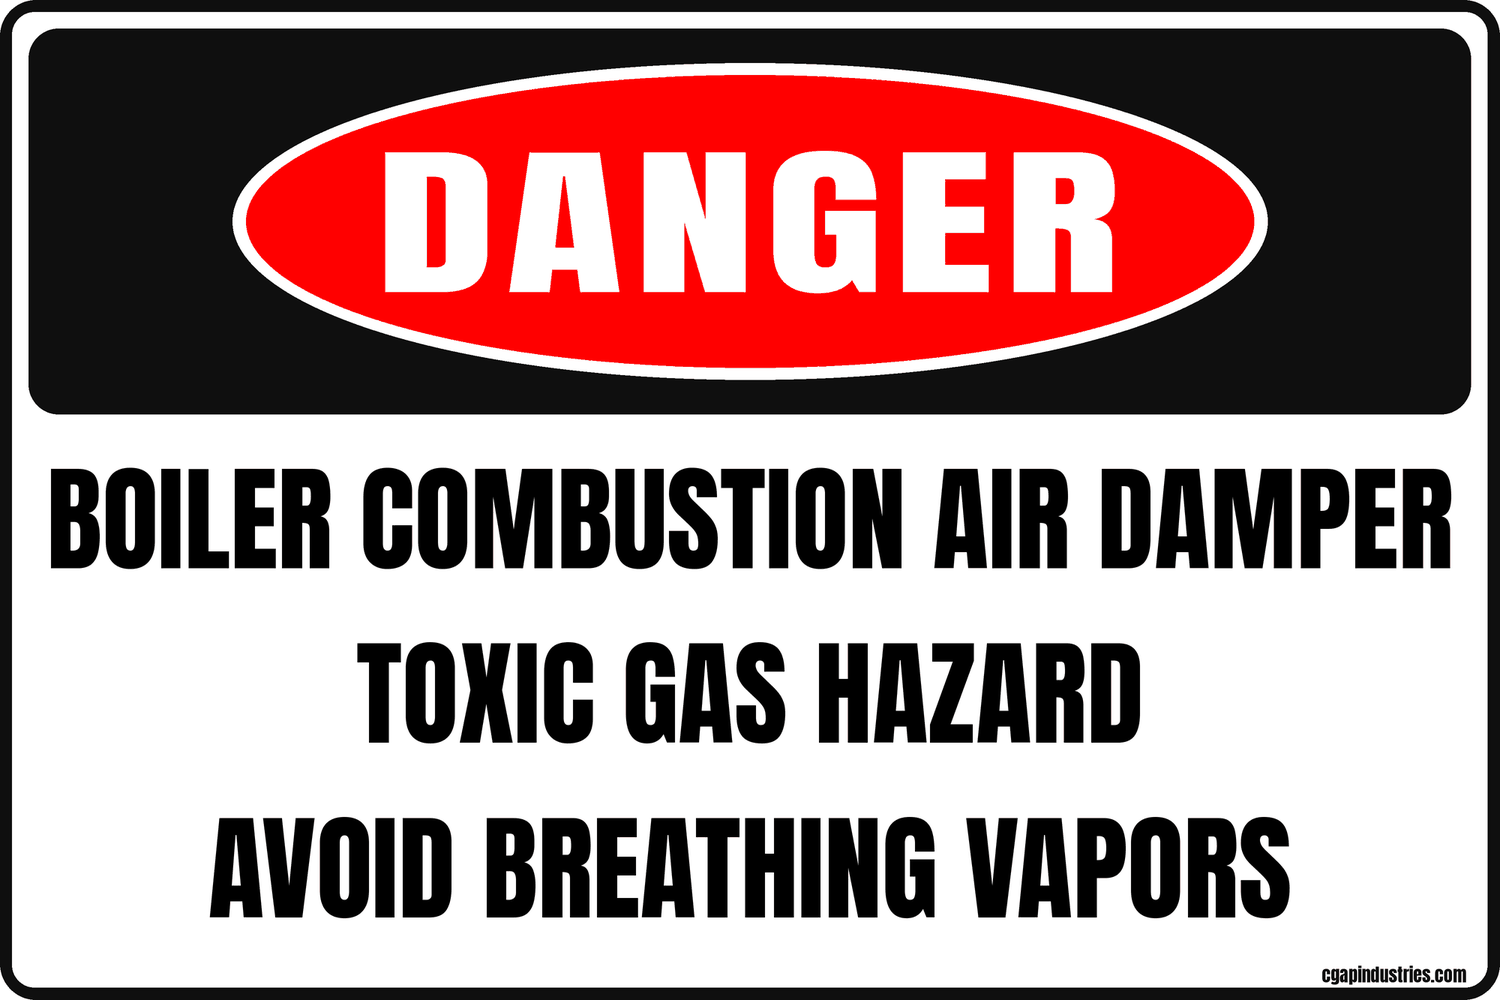 DANGER
BOILER COMBUSTION AIR DAMPER
TOXIC GAS HAZARD
AVOID BREATHING VAPORS
cgapindustries.com